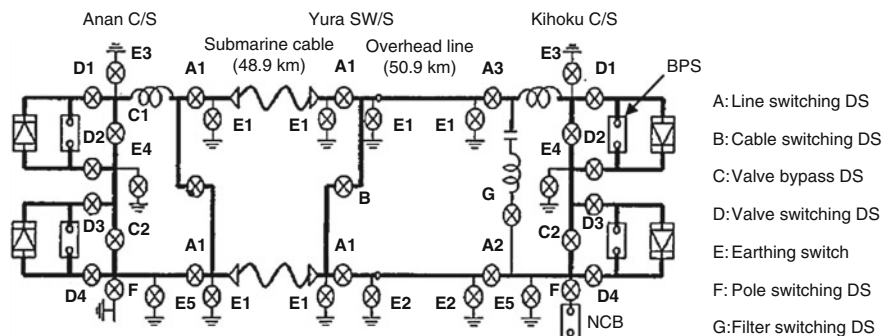 Anan C/S Yura SW/S Kihoku C/S
E3 Submarine cable Overhead line E3 BPS
D1 A1 (48.9 km) A1 (50.9 km) A3 D1
C1 E1 E1 E1 E1
D2 D2
E4 E4
G
B
D3 D3
C2 A1 A1 A2 C2
D4 F E5 E1 E1 E2 E2 E5 F D4
NCB
A:Line switching DS
B:Cable switching DS
C:Valve bypass DS
D:Valve switching DS
E:Earthing switch
F:Pole switching DS
G:Filter switching DS